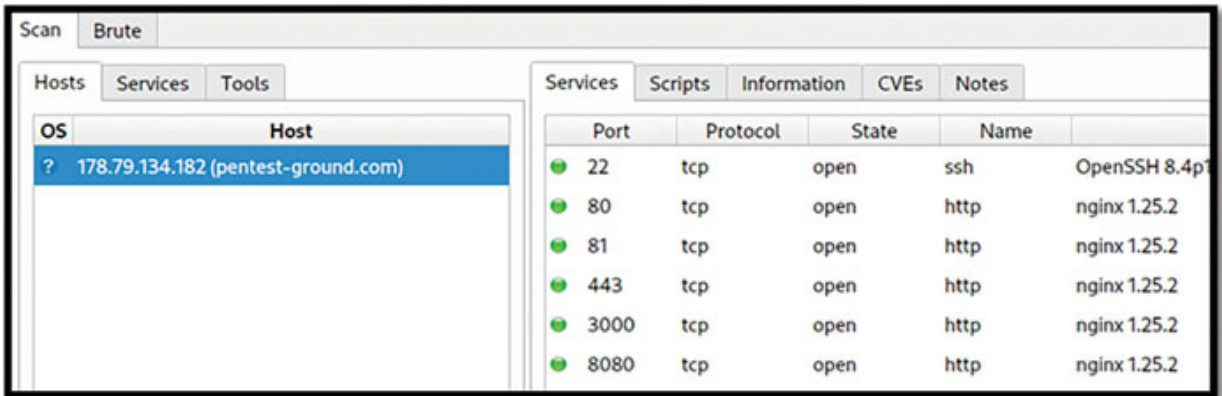 Scan Brute
Hosts Services Tools
Services Scripts Information CVEs Notes
OS Host
Port Protocol State Name
? 178.79.134.182 (pentest-ground.com)
22 tcp open ssh OpenSSH 8.4p1
80 tcp open http nginx 1.25.2
81 tcp open http nginx 1.25.2
443 tcp open http nginx 1.25.2
3000 tcp open http nginx 1.25.2
8080 tcp open http nginx 1.25.2